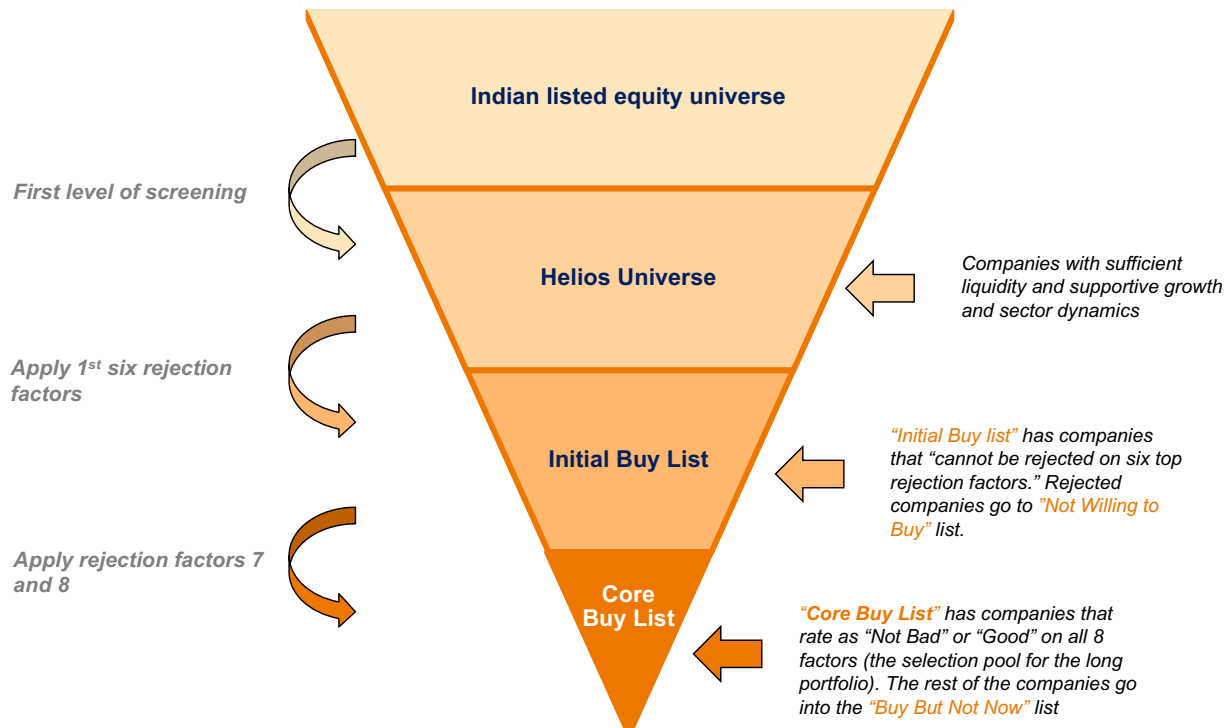 Indian listed equity universe
First level of screening
Helios Universe
Companies with sufficient
liquidity and supportive growth
and sector dynamics
Apply 1st six rejection
factors
Initial Buy List
“Initial Buy list” has companies
that “cannot be rejected on six top
rejection factors.” Rejected
companies go to ”Not Willing to
Buy” list.
Apply rejection factors 7
and 8
Core
Buy List
“Core Buy List” has companies that
rate as “Not Bad” or “Good” on all 8
factors (the selection pool for the long
portfolio). The rest of the companies go
into the “Buy But Not Now” list